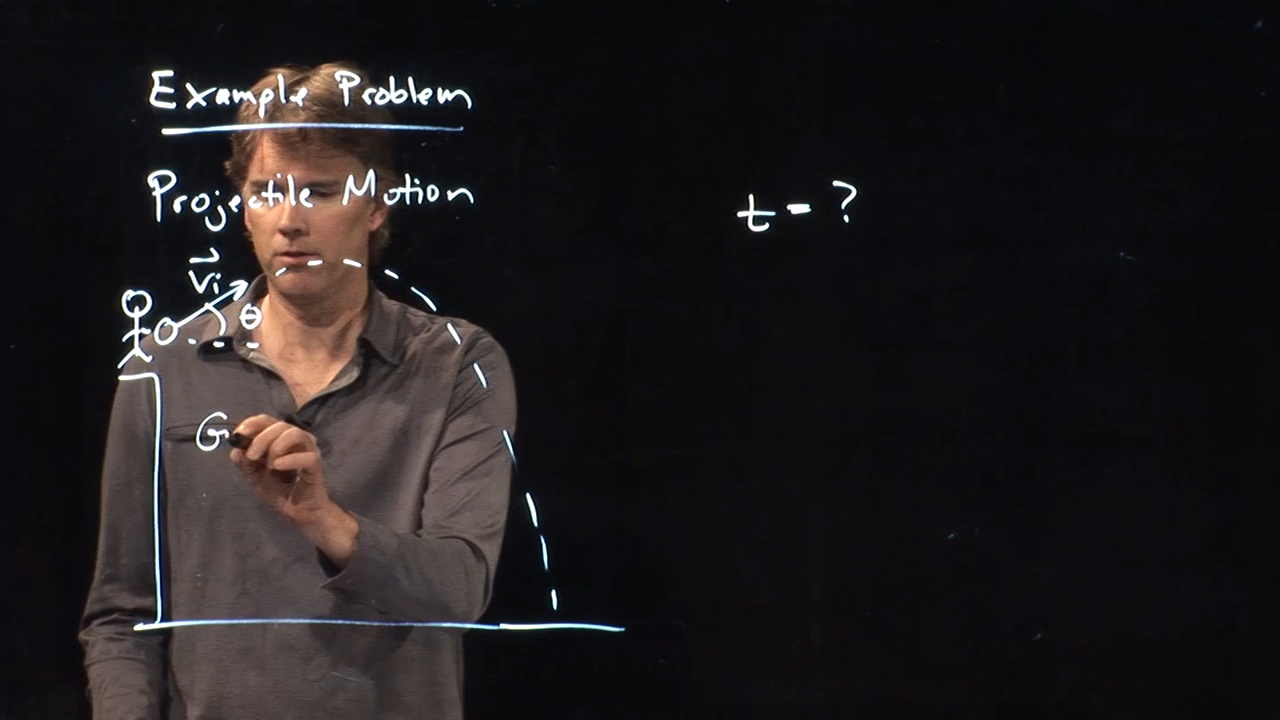 Example Problem
Projectile Motion
t = ?
v⃗i
θ
G